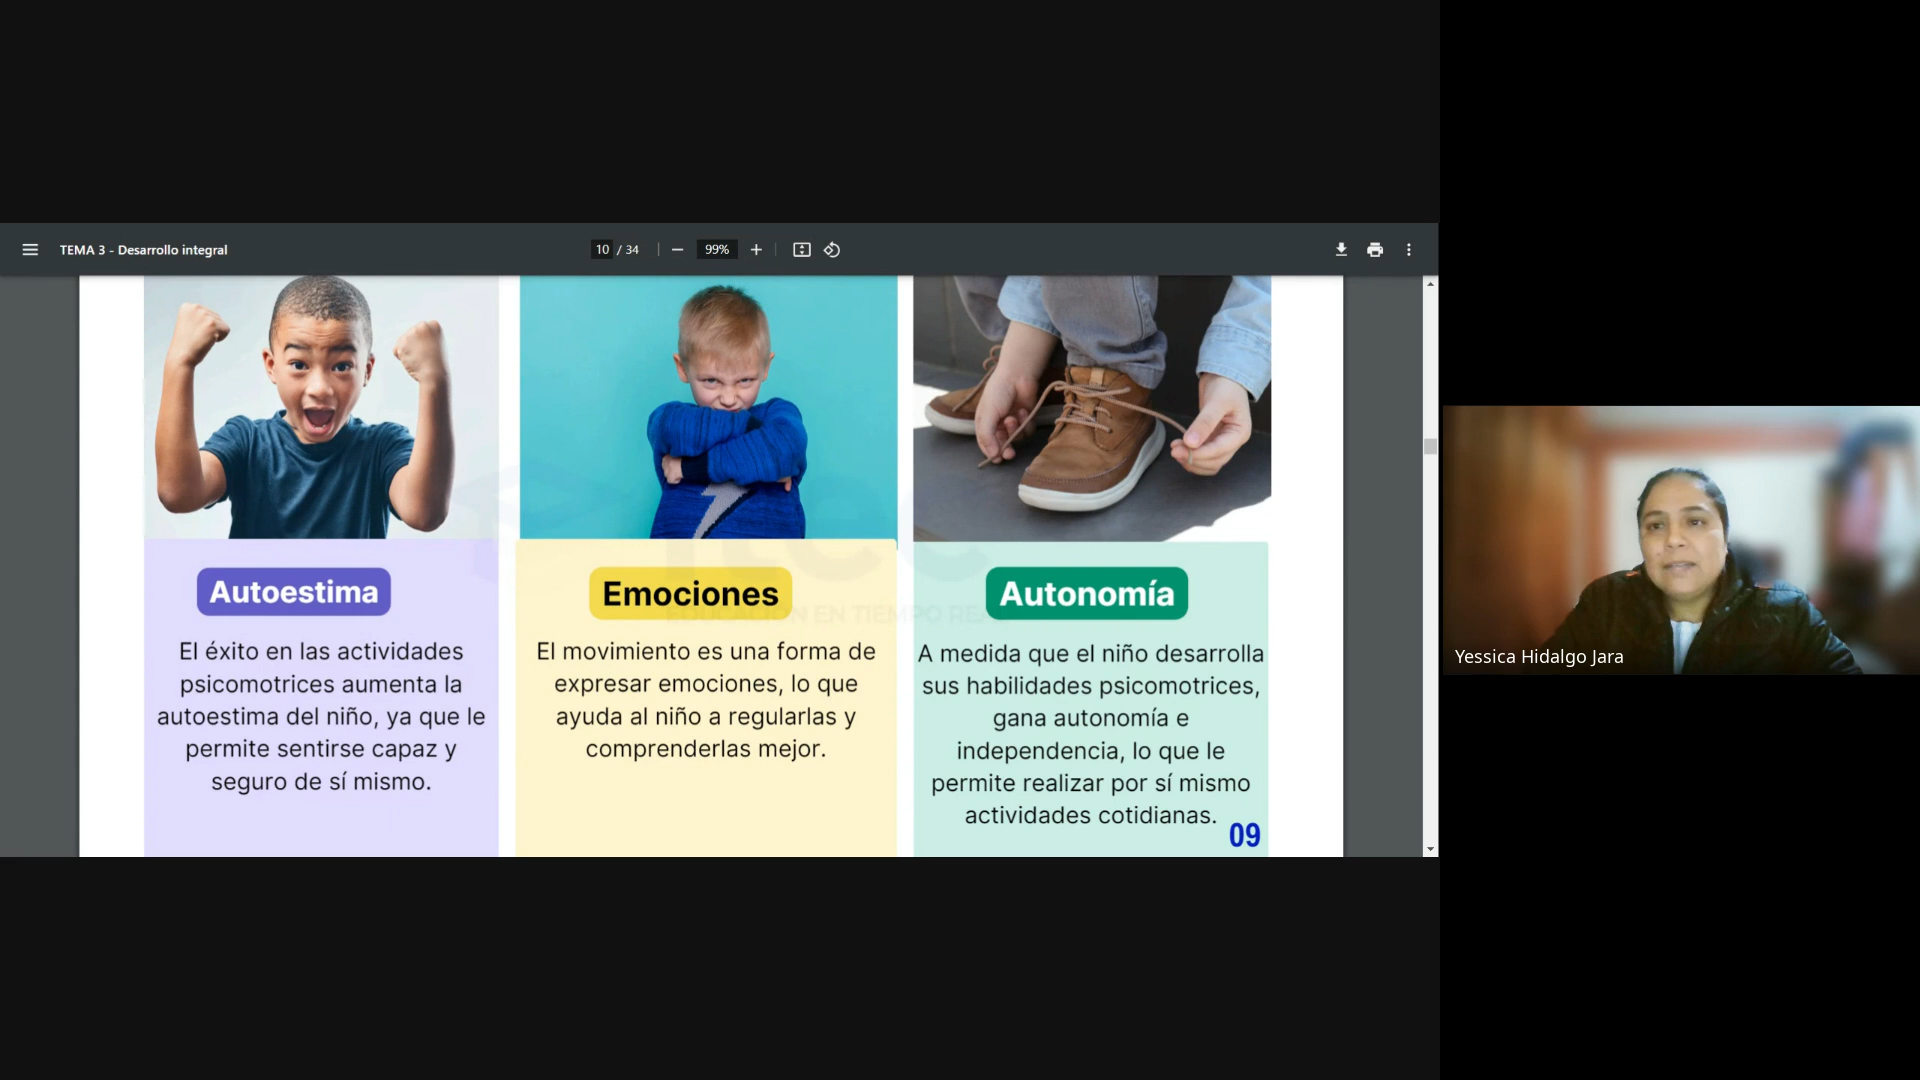 TEMA 3 - Desarrollo integral
10 / 34
99%
Autoestima
El éxito en las actividades
psicomotrices aumenta la
autoestima del niño, ya que le
permite sentirse capaz y
seguro de sí mismo.
Emociones
El movimiento es una forma de
expresar emociones, lo que
ayuda al niño a regularlas y
comprenderlas mejor.
Autonomía
A medida que el niño desarrolla
sus habilidades psicomotrices,
gana autonomía e
independencia, lo que le
permite realizar por sí mismo
actividades cotidianas.
09
EDUCACIÓN EN TIEMPO
Yessica Hidalgo Jara